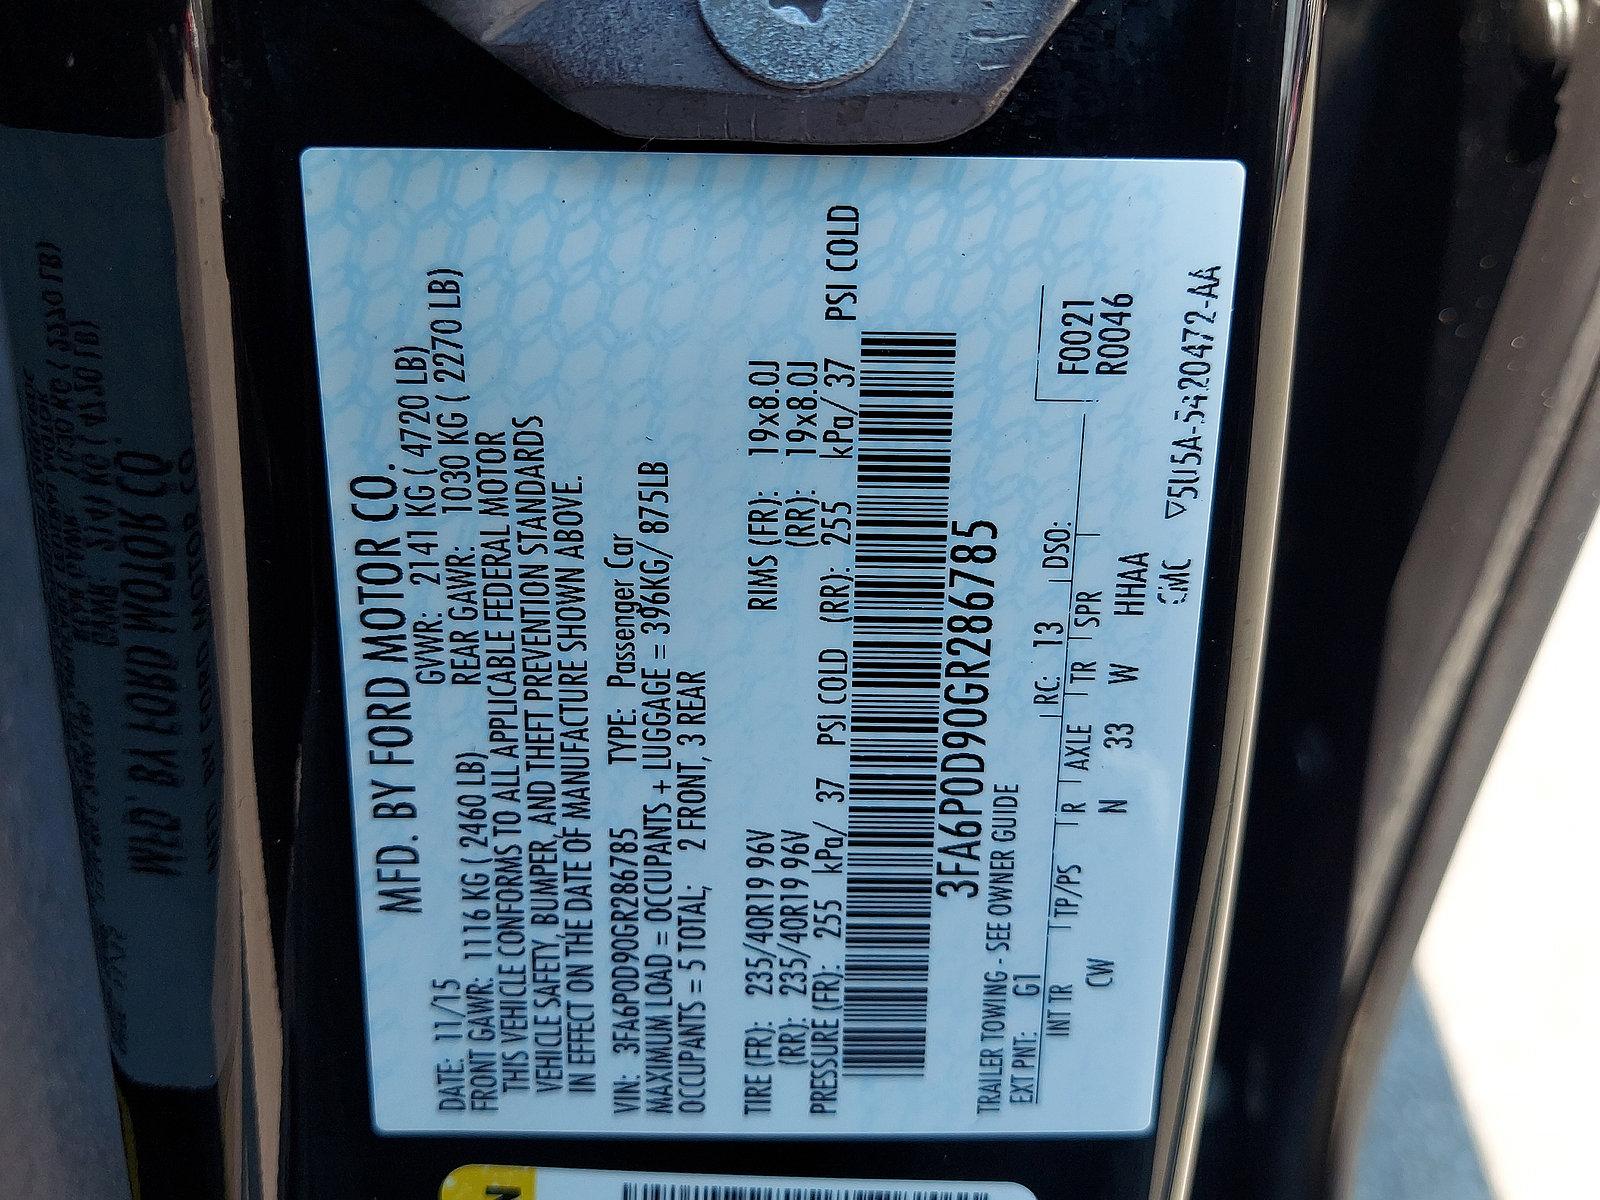 MFD. BY FORD MOTOR CO.
DATE: 11/15 GVWR: 2141 KG ( 4720 LB)
FRONT GAWR: 1116 KG ( 2460 LB) REAR GAWR: 1030 KG ( 2270 LB)
THIS VEHICLE CONFORMS TO ALL APPLICABLE FEDERAL MOTOR
VEHICLE SAFETY, BUMPER, AND THEFT PREVENTION STANDARDS
IN EFFECT ON THE DATE OF MANUFACTURE SHOWN ABOVE.
VIN: 3FA6P0D90GR286785 TYPE: Passenger Car
MAXIMUM LOAD = OCCUPANTS + LUGGAGE = 396KG/ 875LB
OCCUPANTS = 5 TOTAL; 2 FRONT, 3 REAR
TIRE (FR): 235/40R19 96V RIMS (FR): 19x8.0J
(RR): 235/40R19 96V (RR): 19x8.0J
PRESSURE (FR): 255 kPa/ 37 PSI COLD (RR): 255 kPa/ 37 PSI COLD
3FA6P0D90GR286785
TRAILER TOWING - SEE OWNER GUIDE
EXT PNT: G1 RC: 13 DSO: F0021
R0046
INT TR TP/PS R AXLE TR SPR
CW N 33 W HHAA
CMC ▽5U5A-5420472-AA